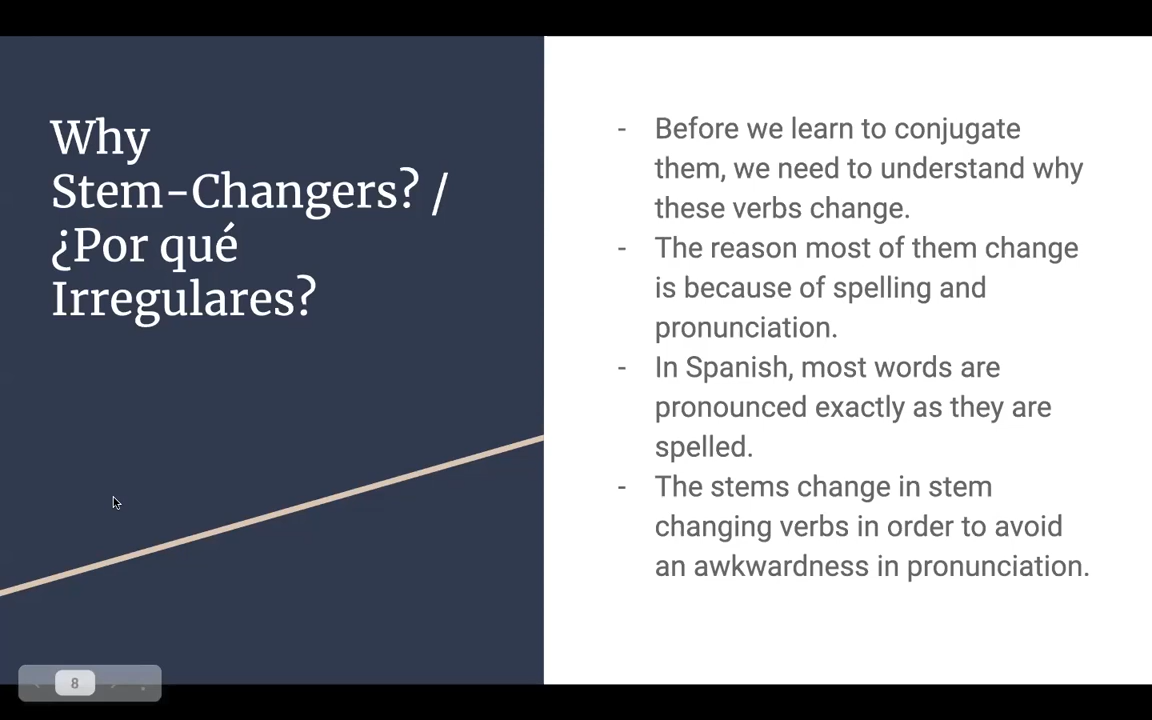 Why
Stem-Changers? /
¿Por qué
Irregulares?
- Before we learn to conjugate
them, we need to understand why
these verbs change.
- The reason most of them change
is because of spelling and
pronunciation.
- In Spanish, most words are
pronounced exactly as they are
spelled.
- The stems change in stem
changing verbs in order to avoid
an awkwardness in pronunciation.
8